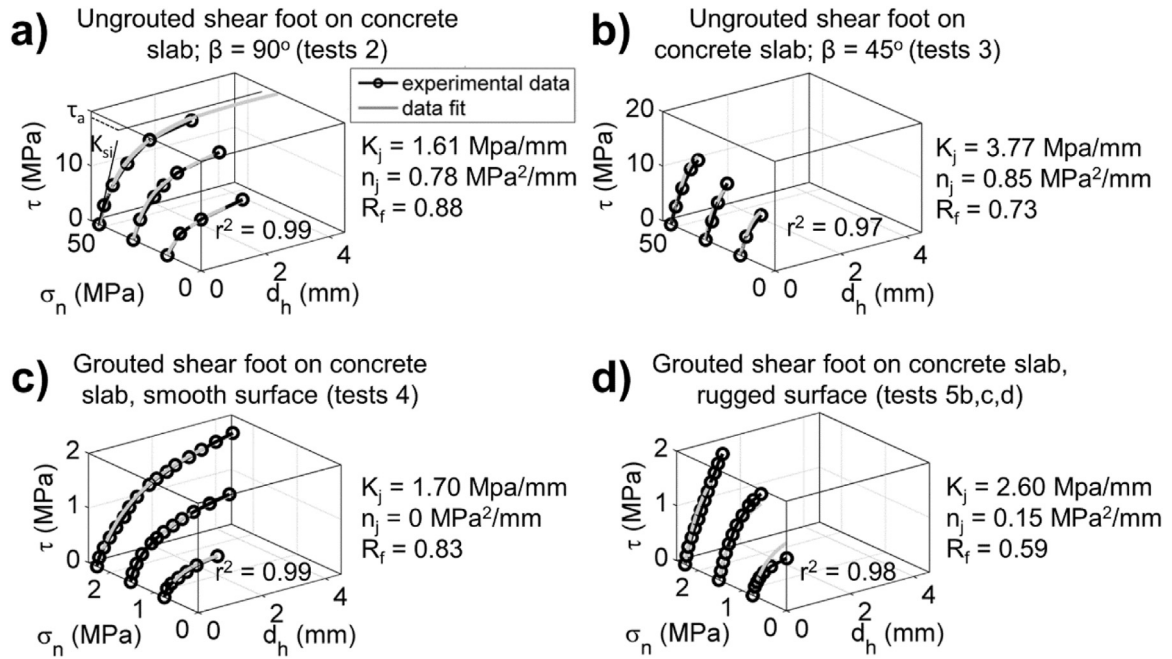 a) Ungrouted shear foot on concrete
slab; β = 90º (tests 2)
experimental data
data fit
τa
Ksi
τ (MPa)
10
0
50
σn (MPa)
0
0
2
4
dh (mm)
r² = 0.99
Kj = 1.61 Mpa/mm
nj = 0.78 MPa²/mm
Rf = 0.88
b) Ungrouted shear foot on
concrete slab; β = 45º (tests 3)
20
τ (MPa)
10
0
50
σn (MPa)
0
0
2
4
dh (mm)
r² = 0.97
Kj = 3.77 Mpa/mm
nj = 0.85 MPa²/mm
Rf = 0.73
c) Grouted shear foot on concrete
slab, smooth surface (tests 4)
2
τ (MPa)
1
0
2
1
σn (MPa)
0
0
2
4
dh (mm)
r² = 0.99
Kj = 1.70 Mpa/mm
nj = 0 MPa²/mm
Rf = 0.83
d) Grouted shear foot on concrete slab,
rugged surface (tests 5b,c,d)
2
τ (MPa)
1
0
2
1
σn (MPa)
0
0
2
4
dh (mm)
r² = 0.98
Kj = 2.60 Mpa/mm
nj = 0.15 MPa²/mm
Rf = 0.59